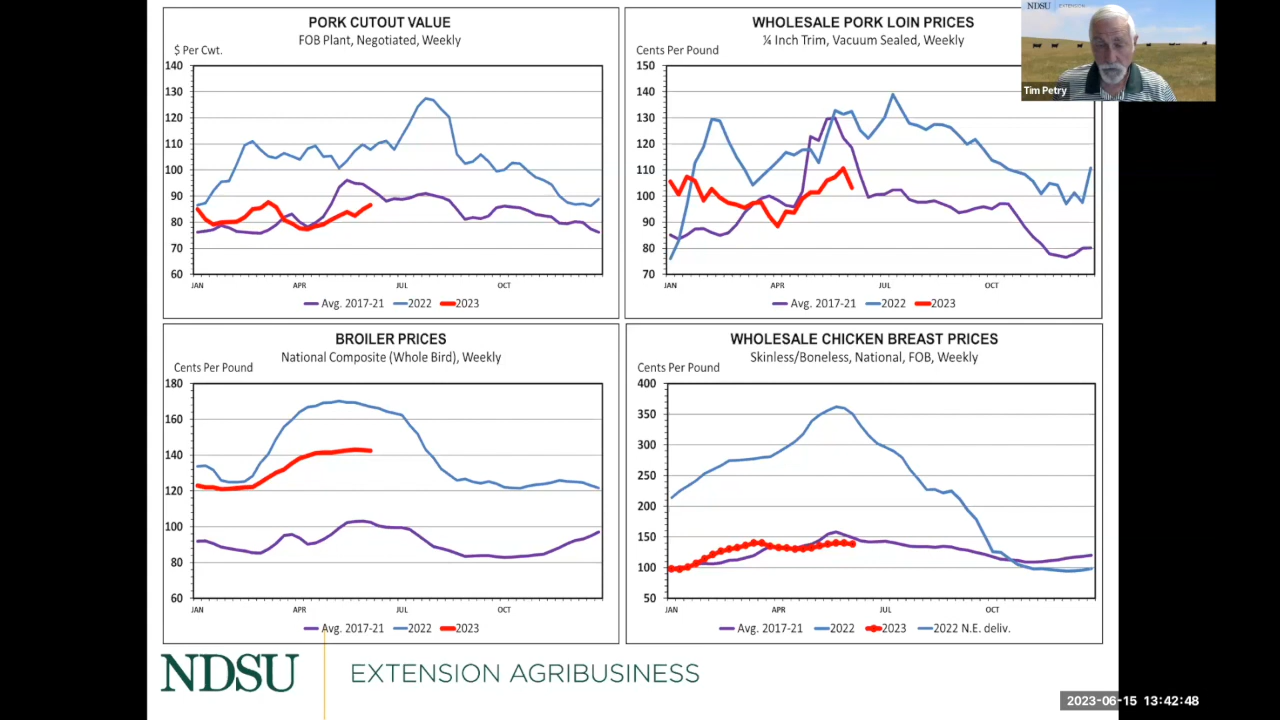 PORK CUTOUT VALUE
FOB Plant, Negotiated, Weekly
$ Per Cwt.
140
130
120
110
100
90
80
70
60
JAN APR JUL OCT
Avg. 2017-21 2022 2023
WHOLESALE PORK LOIN PRICES
¼ Inch Trim, Vacuum Sealed, Weekly
Cents Per Pound
150
140
130
120
110
100
90
80
70
JAN APR JUL OCT
Avg. 2017-21 2022 2023
NDSU EXTENSION
Tim Petry
BROILER PRICES
National Composite (Whole Bird), Weekly
Cents Per Pound
180
160
140
120
100
80
60
JAN APR JUL OCT
Avg. 2017-21 2022 2023
WHOLESALE CHICKEN BREAST PRICES
Skinless/Boneless, National, FOB, Weekly
Cents Per Pound
400
350
300
250
200
150
100
50
JAN APR JUL OCT
Avg. 2017-21 2022 2023 2022 N.E. deliv.
NDSU EXTENSION AGRIBUSINESS
2023-06-15 13:42:48